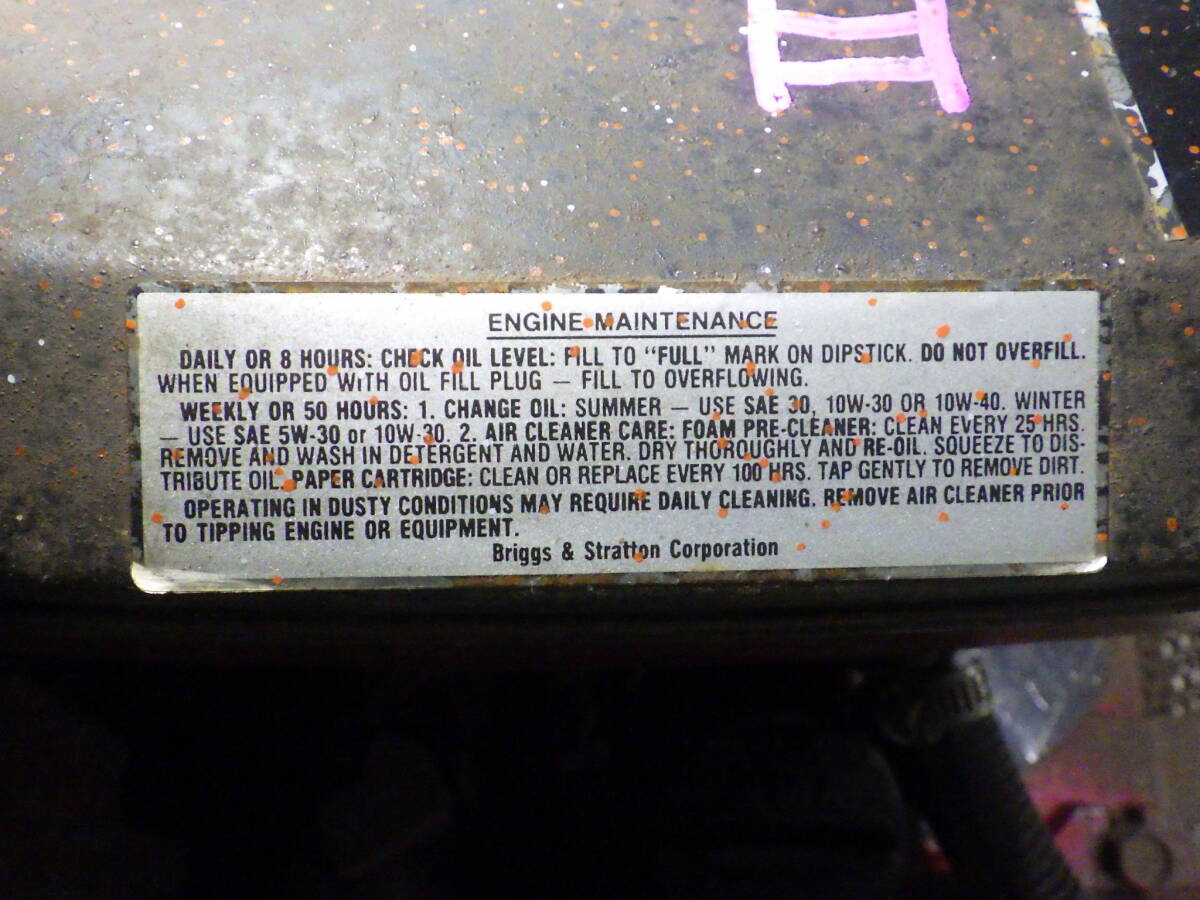 ENGINE MAINTENANCE
DAILY OR 8 HOURS: CHECK OIL LEVEL: FILL TO "FULL" MARK ON DIPSTICK. DO NOT OVERFILL.
WHEN EQUIPPED WITH OIL FILL PLUG — FILL TO OVERFLOWING.
WEEKLY OR 50 HOURS: 1. CHANGE OIL: SUMMER — USE SAE 30, 10W-30 OR 10W-40. WINTER
— USE SAE 5W-30 or 10W-30. 2. AIR CLEANER CARE: FOAM PRE-CLEANER: CLEAN EVERY 25 HRS.
REMOVE AND WASH IN DETERGENT AND WATER. DRY THOROUGHLY AND RE-OIL. SQUEEZE TO DIS-
TRIBUTE OIL. PAPER CARTRIDGE: CLEAN OR REPLACE EVERY 100 HRS. TAP GENTLY TO REMOVE DIRT.
OPERATING IN DUSTY CONDITIONS MAY REQUIRE DAILY CLEANING. REMOVE AIR CLEANER PRIOR
TO TIPPING ENGINE OR EQUIPMENT.
Briggs & Stratton Corporation